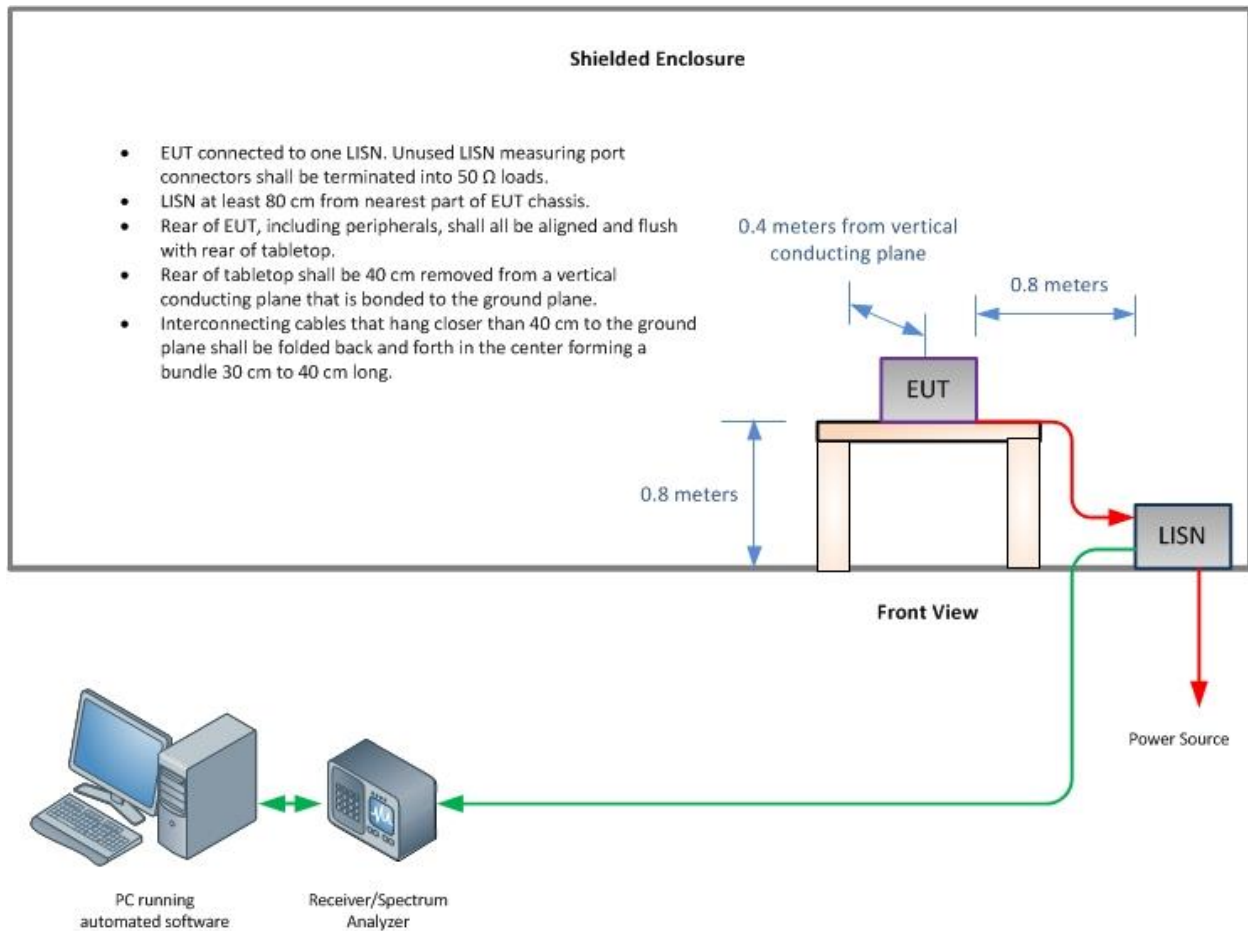 Shielded Enclosure
• EUT connected to one LISN. Unused LISN measuring port
connectors shall be terminated into 50 Ω loads.
• LISN at least 80 cm from nearest part of EUT chassis.
• Rear of EUT, including peripherals, shall all be aligned and flush
with rear of tabletop.
• Rear of tabletop shall be 40 cm removed from a vertical
conducting plane that is bonded to the ground plane.
• Interconnecting cables that hang closer than 40 cm to the ground
plane shall be folded back and forth in the center forming a
bundle 30 cm to 40 cm long.
0.4 meters from vertical
conducting plane
0.8 meters
EUT
0.8 meters
LISN
Front View
Power Source
PC running
automated software
Receiver/Spectrum
Analyzer